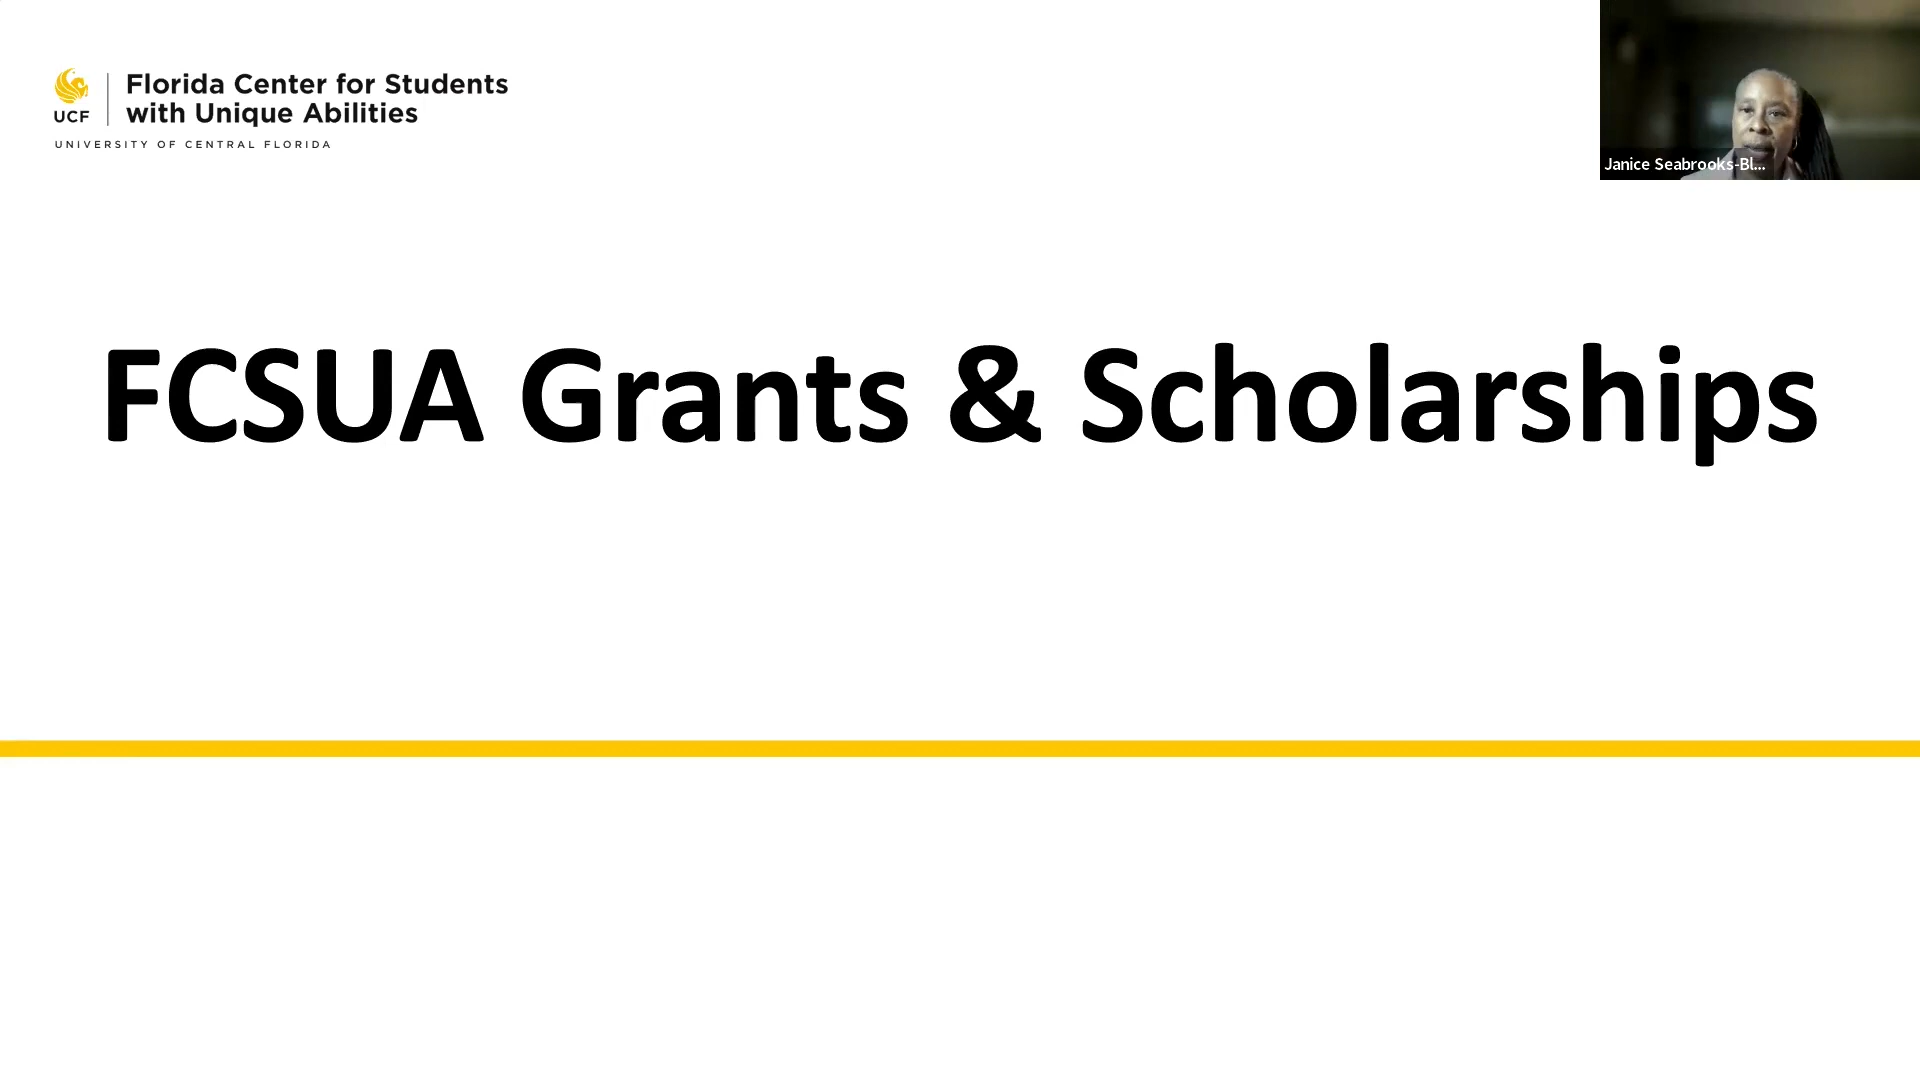 Florida Center for Students
with Unique Abilities
UCF
UNIVERSITY OF CENTRAL FLORIDA
Janice Seabrooks-Bl...
FCSUA Grants & Scholarships